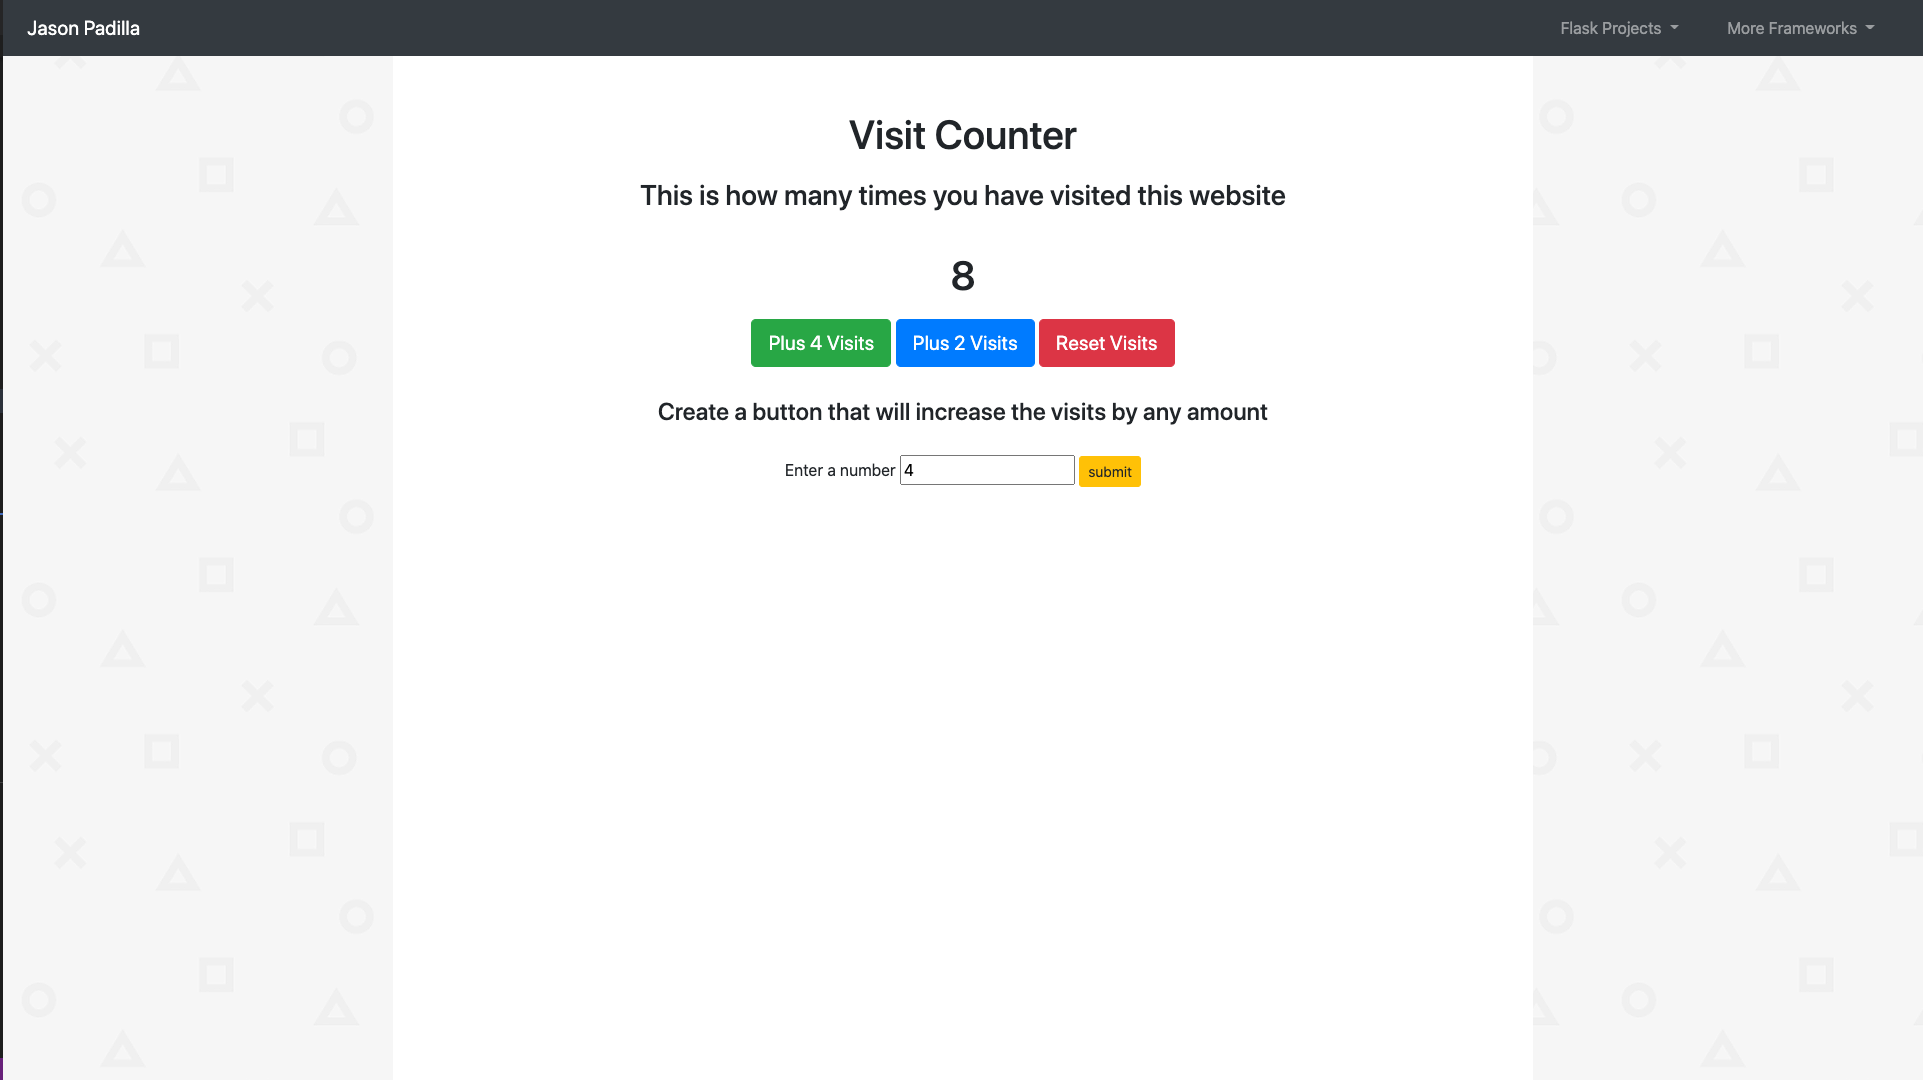 Jason Padilla Flask Projects More Frameworks
Visit Counter
This is how many times you have visited this website
8
Plus 4 Visits Plus 2 Visits Reset Visits
Create a button that will increase the visits by any amount
Enter a number 4 submit